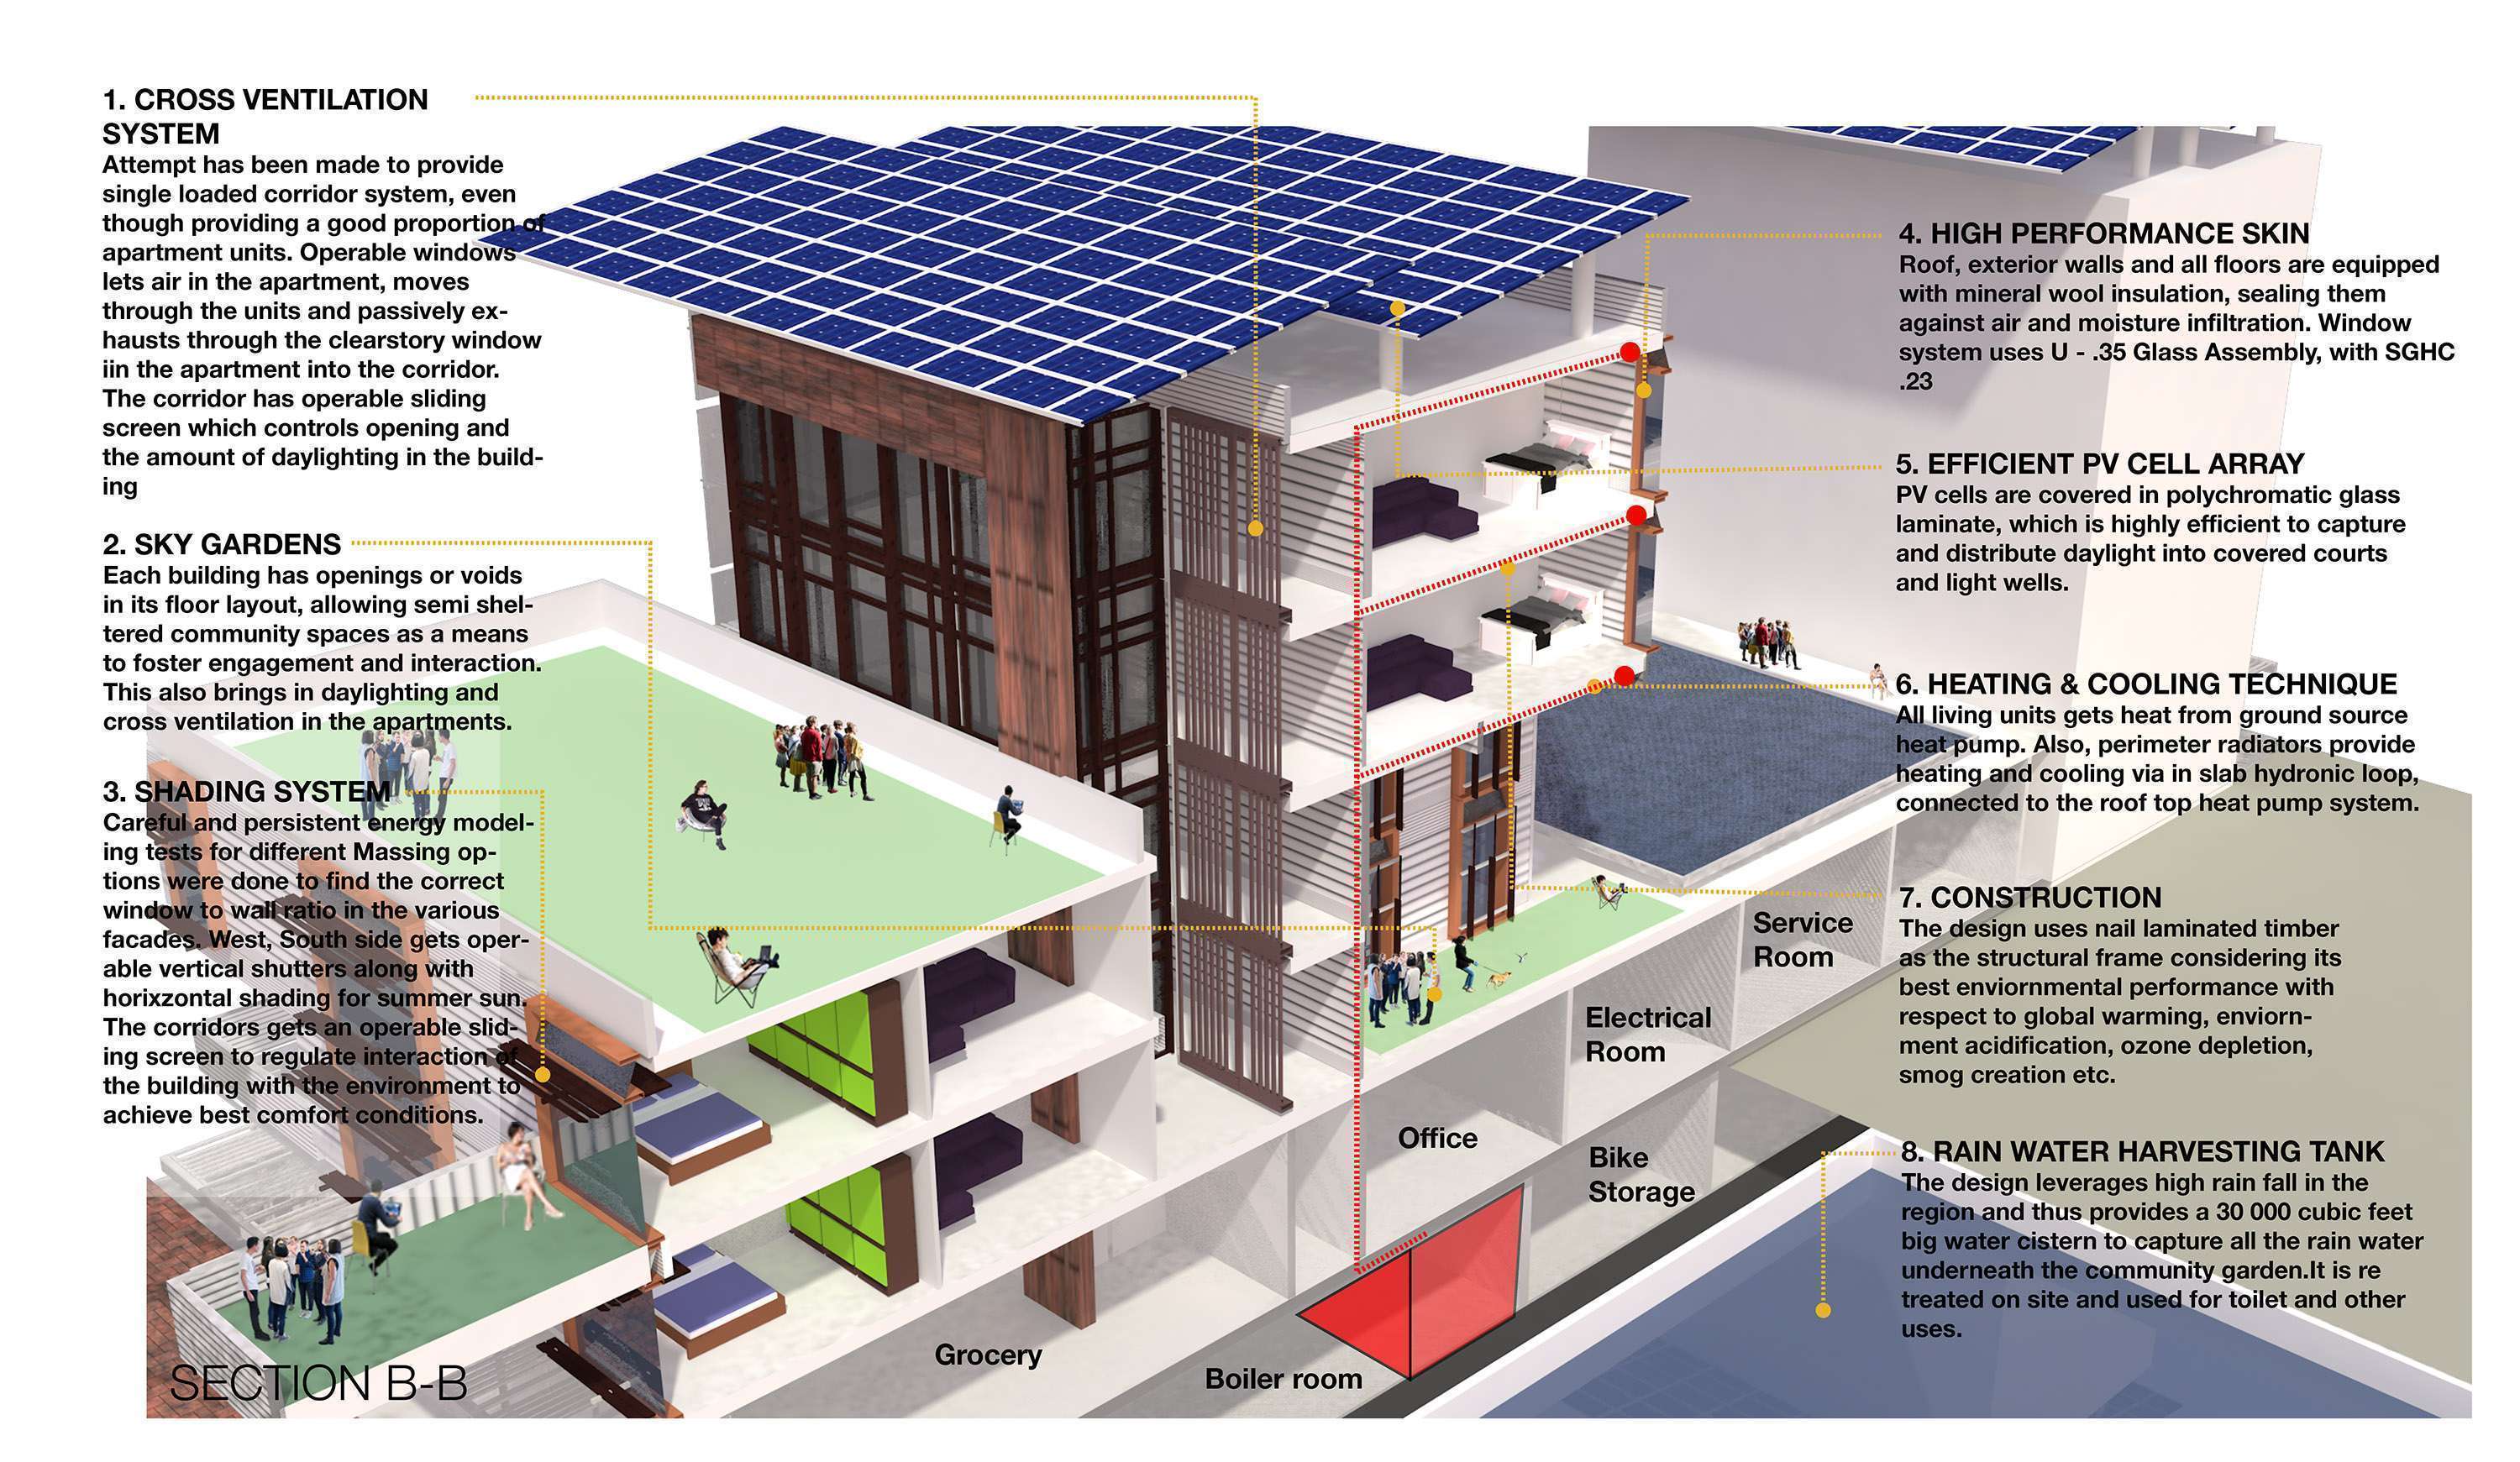 1. CROSS VENTILATION
SYSTEM
Attempt has been made to provide
single loaded corridor system, even
though providing a good proportion of
apartment units. Operable windows
lets air in the apartment, moves
through the units and passively ex-
hausts through the clearstory window
iin the apartment into the corridor.
The corridor has operable sliding
screen which controls opening and
the amount of daylighting in the build-
ing
2. SKY GARDENS
Each building has openings or voids
in its floor layout, allowing semi shel-
tered community spaces as a means
to foster engagement and interaction.
This also brings in daylighting and
cross ventilation in the apartments.
3. SHADING SYSTEM
Careful and persistent energy model-
ing tests for different Massing op-
tions were done to find the correct
window to wall ratio in the various
facades. West, South side gets oper-
able vertical shutters along with
horixzontal shading for summer sun.
The corridors gets an operable slid-
ing screen to regulate interaction of
the building with the environment to
achieve best comfort conditions.
SECTION B-B
Grocery
Boiler room
Office
Bike
Storage
Electrical
Room
Service
Room
4. HIGH PERFORMANCE SKIN
Roof, exterior walls and all floors are equipped
with mineral wool insulation, sealing them
against air and moisture infiltration. Window
system uses U - .35 Glass Assembly, with SGHC
.23
5. EFFICIENT PV CELL ARRAY
PV cells are covered in polychromatic glass
laminate, which is highly efficient to capture
and distribute daylight into covered courts
and light wells.
6. HEATING & COOLING TECHNIQUE
All living units gets heat from ground source
heat pump. Also, perimeter radiators provide
heating and cooling via in slab hydronic loop,
connected to the roof top heat pump system.
7. CONSTRUCTION
The design uses nail laminated timber
as the structural frame considering its
best enviornmental performance with
respect to global warming, enviorn-
ment acidification, ozone depletion,
smog creation etc.
8. RAIN WATER HARVESTING TANK
The design leverages high rain fall in the
region and thus provides a 30 000 cubic feet
big water cistern to capture all the rain water
underneath the community garden.It is re
treated on site and used for toilet and other
uses.